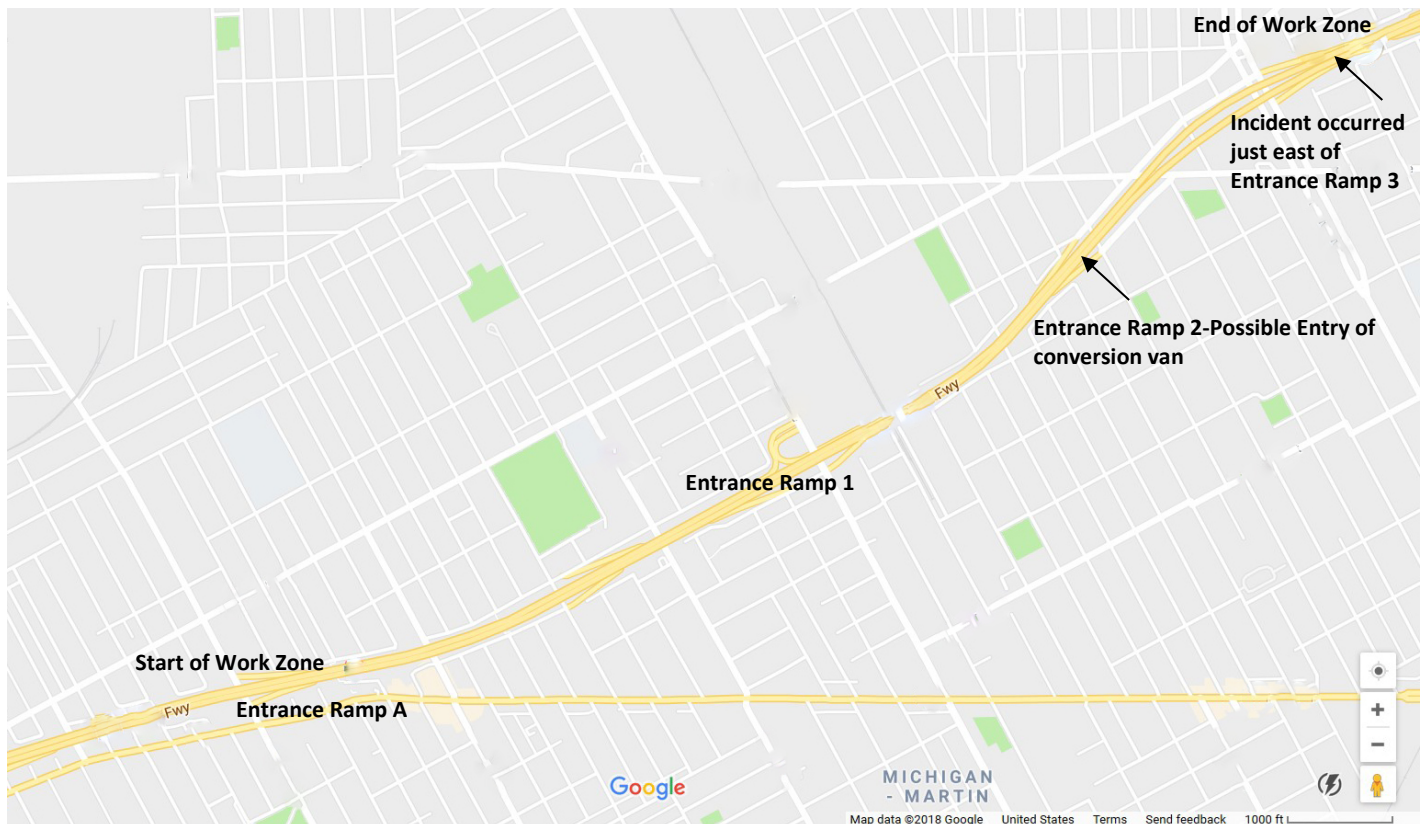 End of Work Zone
Incident occurred
just east of
Entrance Ramp 3
Entrance Ramp 2-Possible Entry of
conversion van
Fwy
Entrance Ramp 1
Start of Work Zone
Fwy
Entrance Ramp A
Google
MICHIGAN
- MARTIN
Map data ©2018 Google United States Terms Send feedback 1000 ft